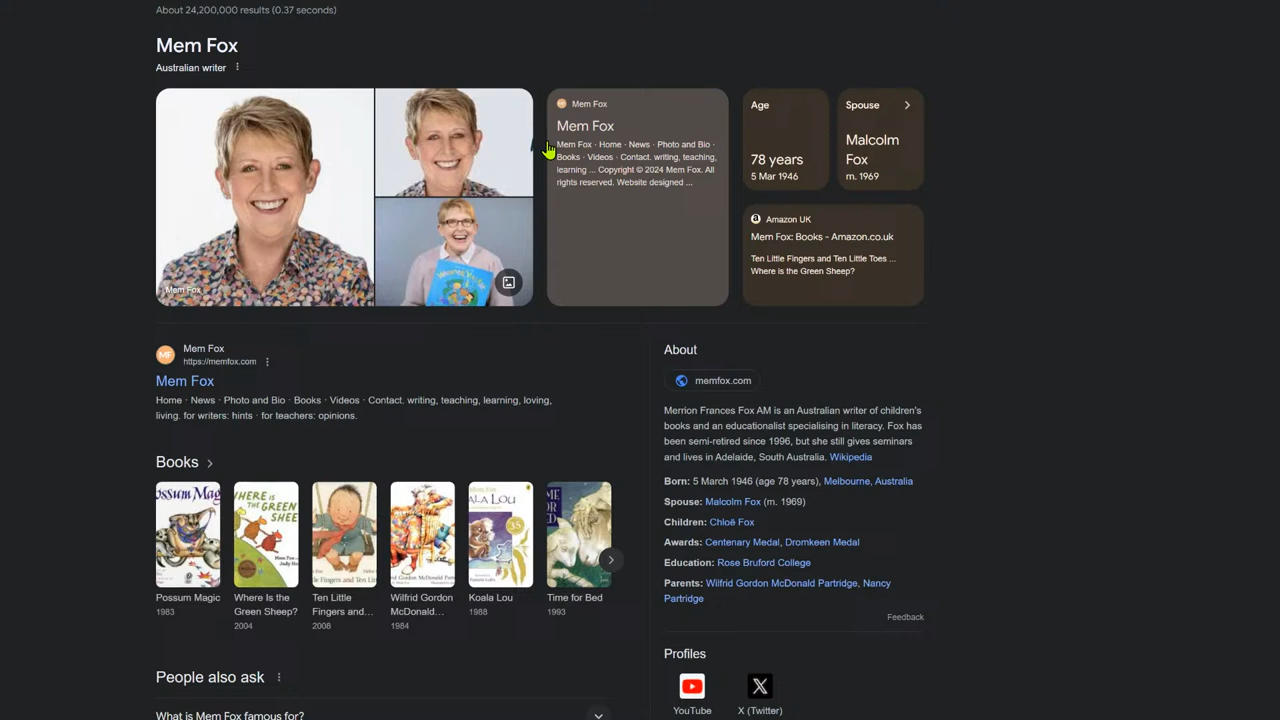 About 24,200,000 results (0.37 seconds)
Mem Fox
Australian writer
Mem Fox
Mem Fox
Mem Fox
Mem Fox · Home · News · Photo and Bio ·
Books · Videos · Contact. writing, teaching,
learning ... Copyright © 2024 Mem Fox. All
rights reserved. Website designed ...
Age
78 years
5 Mar 1946
Spouse
Malcolm
Fox
m. 1969
Amazon UK
Mem Fox: Books - Amazon.co.uk
Ten Little Fingers and Ten Little Toes ...
Where is the Green Sheep?
MF
Mem Fox
https://memfox.com
Mem Fox
Home · News · Photo and Bio · Books · Videos · Contact. writing, teaching, learning, loving,
living. for writers: hints · for teachers: opinions.
Books
Possum Magic
1983
Where Is the
Green Sheep?
2004
Ten Little
Fingers and...
2008
Wilfrid Gordon
McDonald...
1984
Koala Lou
1988
Time for Bed
1993
People also ask
What is Mem Fox famous for?
About
memfox.com
Merrion Frances Fox AM is an Australian writer of children's
books and an educationalist specialising in literacy. Fox has
been semi-retired since 1996, but she still gives seminars
and lives in Adelaide, South Australia. Wikipedia
Born: 5 March 1946 (age 78 years), Melbourne, Australia
Spouse: Malcolm Fox (m. 1969)
Children: Chloë Fox
Awards: Centenary Medal, Dromkeen Medal
Education: Rose Bruford College
Parents: Wilfrid Gordon McDonald Partridge, Nancy
Partridge
Feedback
Profiles
YouTube
X (Twitter)